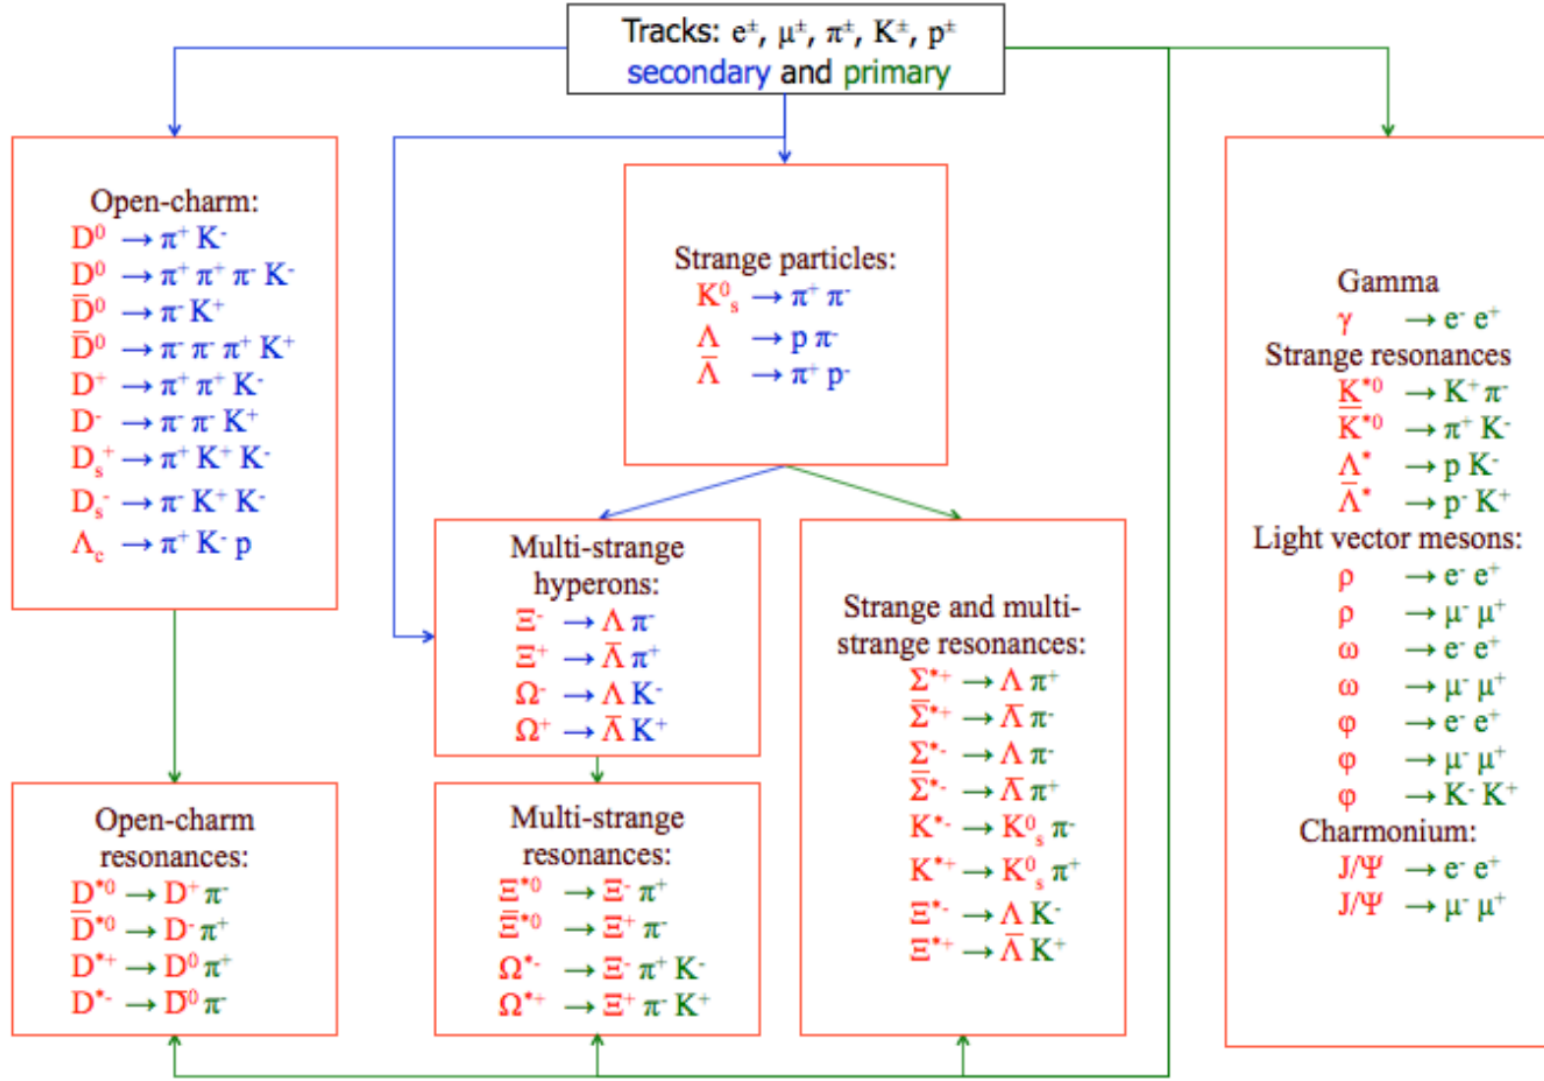 Tracks: e±, μ±, π±, K±, p±
secondary and primary
Open-charm:
D⁰ → π⁺ K⁻
D⁰ → π⁺ π⁺ π⁻ K⁻
D̅⁰ → π⁻ K⁺
D̅⁰ → π⁻ π⁻ π⁺ K⁺
D⁺ → π⁺ π⁺ K⁻
D⁻ → π⁻ π⁻ K⁺
Dₛ⁺ → π⁺ K⁺ K⁻
Dₛ⁻ → π⁻ K⁺ K⁻
Λ_c → π⁺ K⁻ p
Strange particles:
K⁰ₛ → π⁺ π⁻
Λ → p π⁻
Λ̅ → π⁺ p⁻
Multi-strange
hyperons:
Ξ⁻ → Λ π⁻
Ξ⁺ → Λ̅ π⁺
Ω⁻ → Λ K⁻
Ω⁺ → Λ̅ K⁺
Strange and multi-
strange resonances:
Σ*⁺ → Λ π⁺
Σ̅*⁺ → Λ̅ π⁻
Σ*⁻ → Λ π⁻
Σ̅*⁻ → Λ̅ π⁺
K*⁻ → K⁰ₛ π⁻
K*⁺ → K⁰ₛ π⁺
Ξ*⁻ → Λ K⁻
Ξ*⁺ → Λ̅ K⁺
Gamma
γ → e⁻ e⁺
Strange resonances
K*⁰ → K⁺ π⁻
K̅*⁰ → π⁺ K⁻
Λ* → p K⁻
Λ̅* → p⁻ K⁺
Light vector mesons:
ρ → e⁻ e⁺
ρ → μ⁻ μ⁺
ω → e⁻ e⁺
ω → μ⁻ μ⁺
φ → e⁻ e⁺
φ → μ⁻ μ⁺
φ → K⁻ K⁺
Charmonium:
J/Ψ → e⁻ e⁺
J/Ψ → μ⁻ μ⁺
Open-charm
resonances:
D*⁰ → D⁺ π⁻
D̅*⁰ → D⁻ π⁺
D*⁺ → D⁰ π⁺
D*⁻ → D̅⁰ π⁻
Multi-strange
resonances:
Ξ*⁰ → Ξ⁻ π⁺
Ξ̅*⁰ → Ξ⁺ π⁻
Ω*⁻ → Ξ⁻ π⁺ K⁻
Ω*⁺ → Ξ⁺ π⁻ K⁺